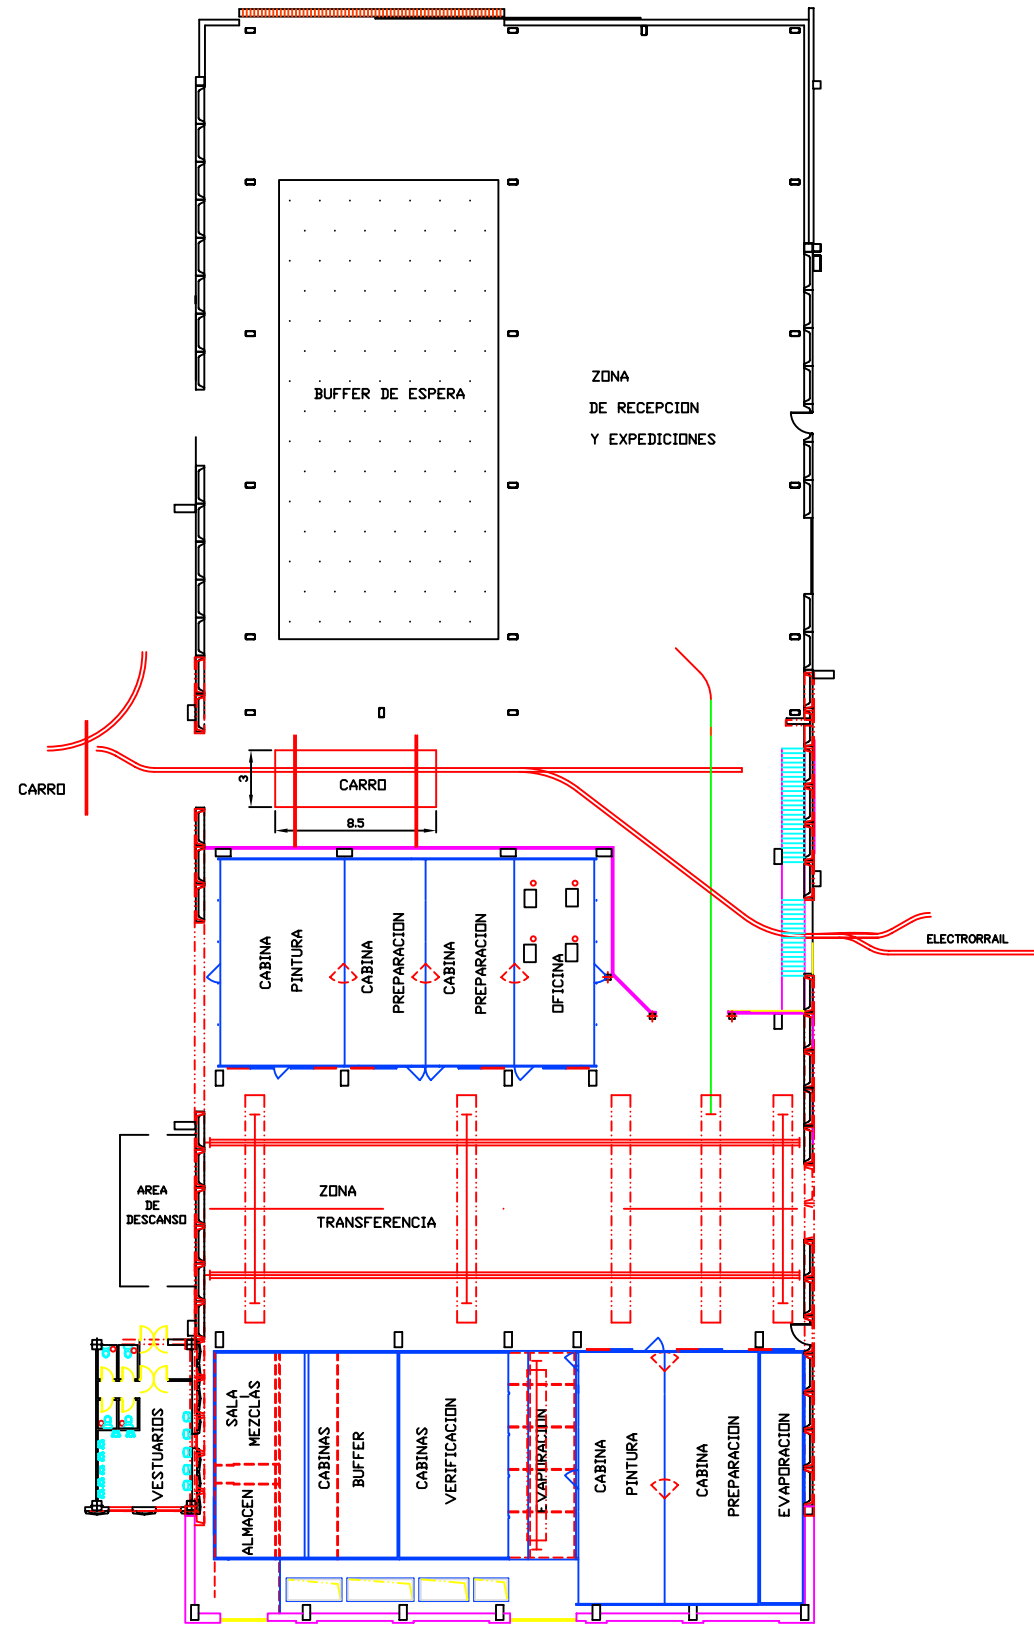 BUFFER DE ESPERA
ZONA
DE RECEPCION
Y EXPEDICIONES
CARRO
3
CARRO
8.5
ELECTRORRAIL
CABINA
PINTURA
CABINA
PREPARACION
CABINA
PREPARACION
OFICINA
AREA
DE
DESCANSO
ZONA
TRANSFERENCIA
VESTUARIOS
SALA
MEZCLAS
ALMACEN
CABINAS
BUFFER
CABINAS
VERIFICACION
EVAPORACION
CABINA
PINTURA
CABINA
PREPARACION
EVAPORACION